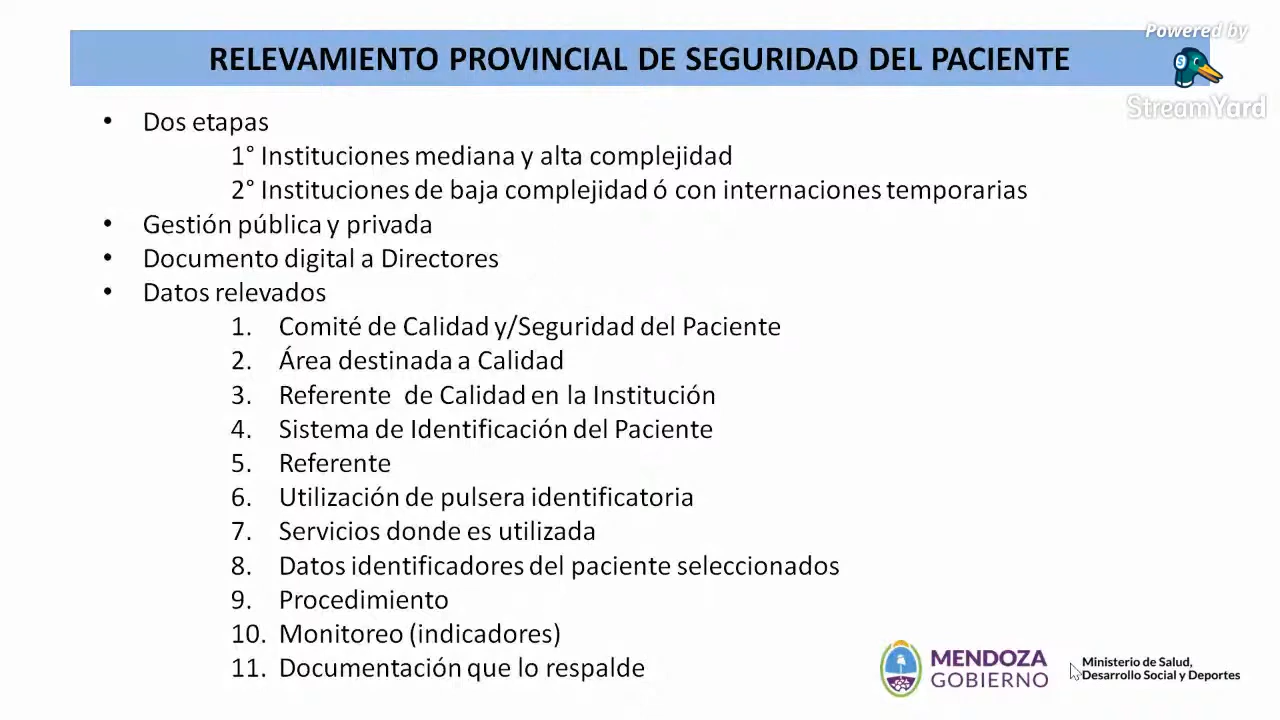 Powered by
StreamYard
RELEVAMIENTO PROVINCIAL DE SEGURIDAD DEL PACIENTE
• Dos etapas
1° Instituciones mediana y alta complejidad
2° Instituciones de baja complejidad ó con internaciones temporarias
• Gestión pública y privada
• Documento digital a Directores
• Datos relevados
1. Comité de Calidad y/Seguridad del Paciente
2. Área destinada a Calidad
3. Referente de Calidad en la Institución
4. Sistema de Identificación del Paciente
5. Referente
6. Utilización de pulsera identificatoria
7. Servicios donde es utilizada
8. Datos identificadores del paciente seleccionados
9. Procedimiento
10. Monitoreo (indicadores)
11. Documentación que lo respalde
MENDOZA
GOBIERNO
Ministerio de Salud,
Desarrollo Social y Deportes